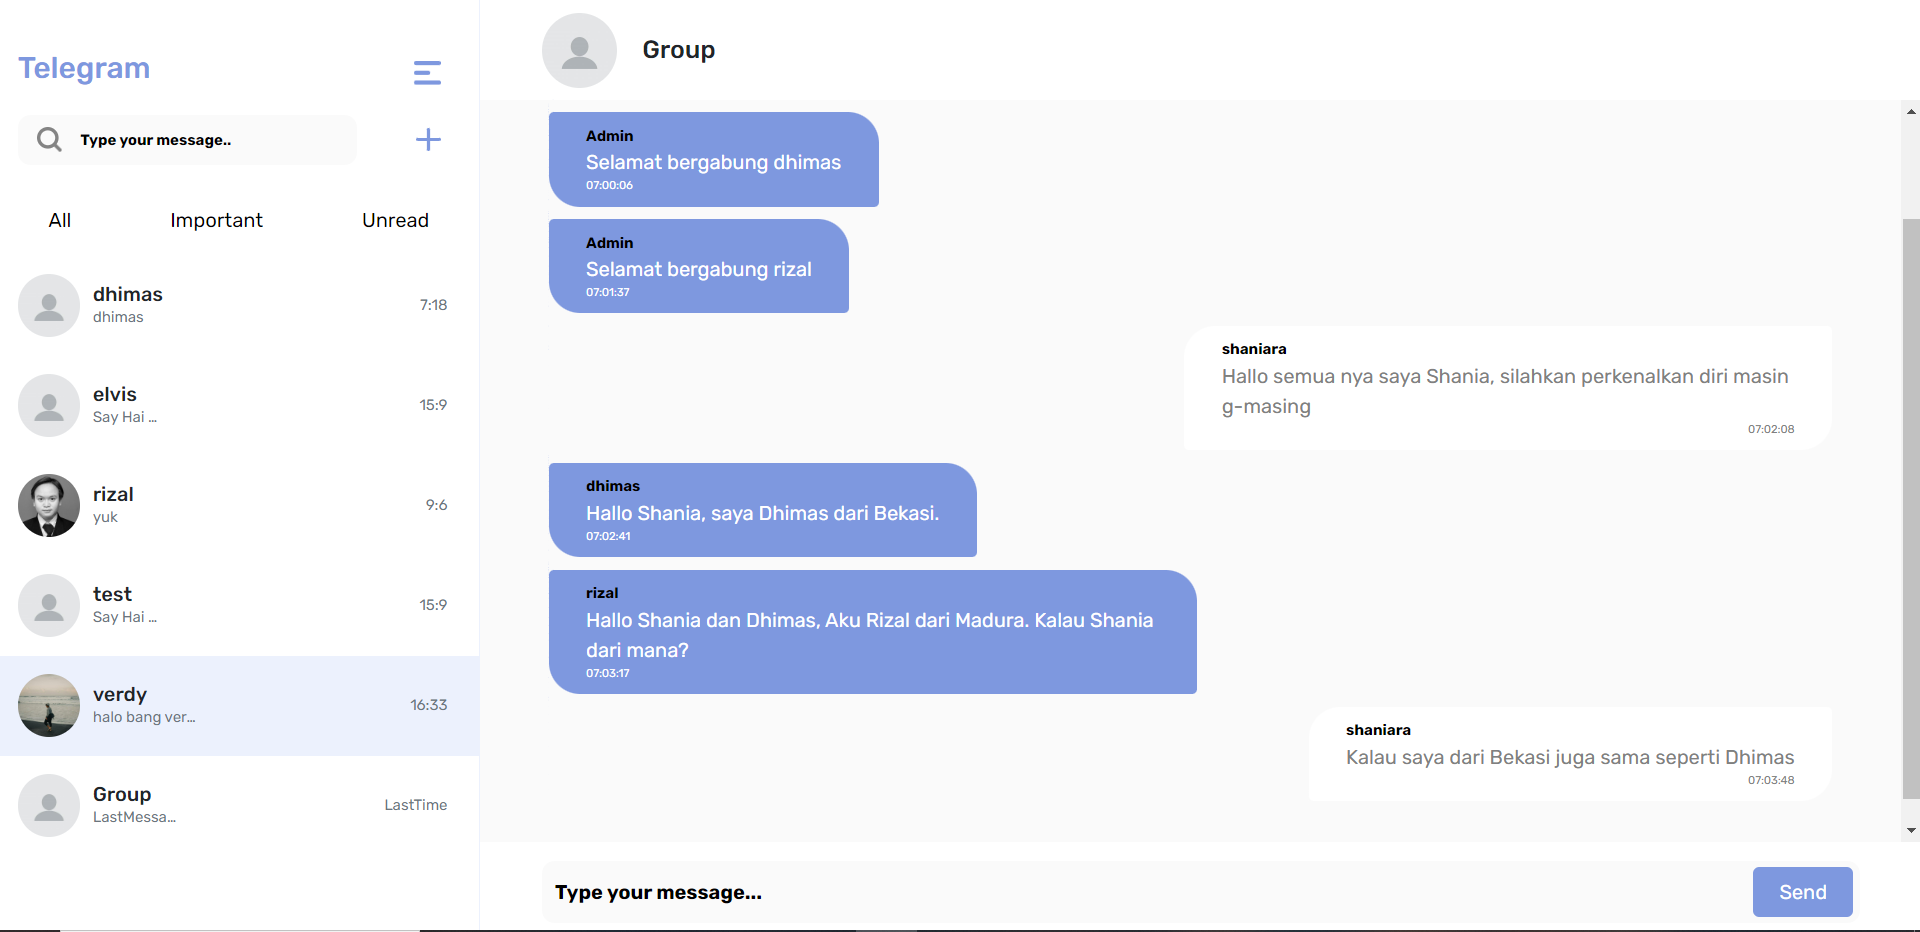 Telegram
Type your message..
All Important Unread
dhimas
dhimas
7:18
elvis
Say Hai ...
15:9
rizal
yuk
9:6
test
Say Hai ...
15:9
verdy
halo bang ver...
16:33
Group
LastMessa...
LastTime
Group
Admin
Selamat bergabung dhimas
07:00:06
Admin
Selamat bergabung rizal
07:01:37
shaniara
Hallo semua nya saya Shania, silahkan perkenalkan diri masin
g-masing
07:02:08
dhimas
Hallo Shania, saya Dhimas dari Bekasi.
07:02:41
rizal
Hallo Shania dan Dhimas, Aku Rizal dari Madura. Kalau Shania
dari mana?
07:03:17
shaniara
Kalau saya dari Bekasi juga sama seperti Dhimas
07:03:48
Type your message...
Send